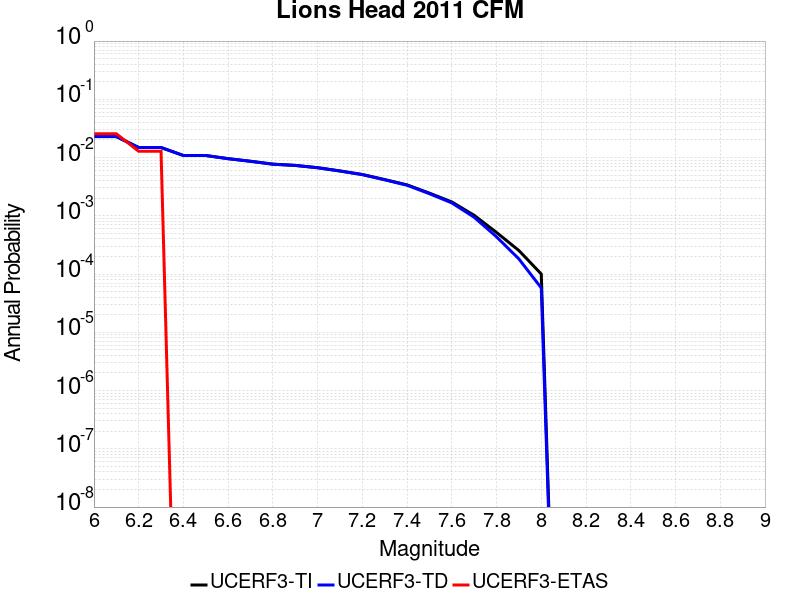 Lions Head 2011 CFM
Annual Probability
10^0
10^-1
10^-2
10^-3
10^-4
10^-5
10^-6
10^-7
10^-8
6 6.2 6.4 6.6 6.8 7 7.2 7.4 7.6 7.8 8 8.2 8.4 8.6 8.8 9
Magnitude
UCERF3-TI UCERF3-TD UCERF3-ETAS